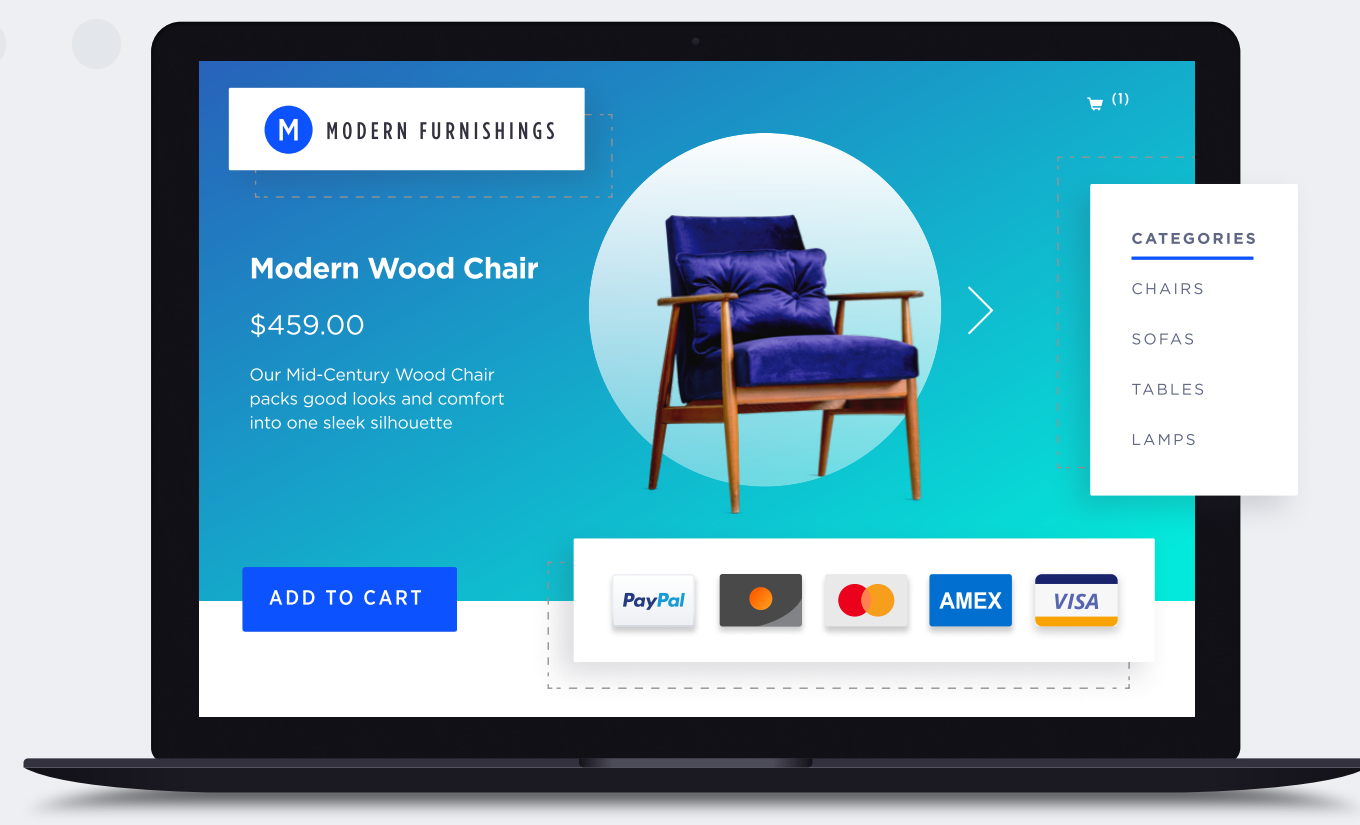 M MODERN FURNISHINGS
(1)
Modern Wood Chair
$459.00
Our Mid-Century Wood Chair
packs good looks and comfort
into one sleek silhouette
CATEGORIES
CHAIRS
SOFAS
TABLES
LAMPS
ADD TO CART
PayPal
AMEX
VISA